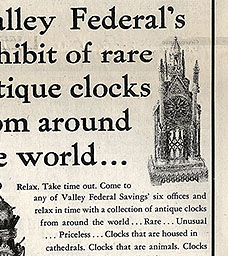 alley Federal's
hibit of rare
tique clocks
om around
e world...
Relax. Take time out. Come to
any of Valley Federal Savings' six offices and
relax in time with a collection of antique clocks
from around the world . . . Rare . . . Unusual
. . . Priceless . . . Clocks that are housed in
cathedrals. Clocks that are animals. Clocks